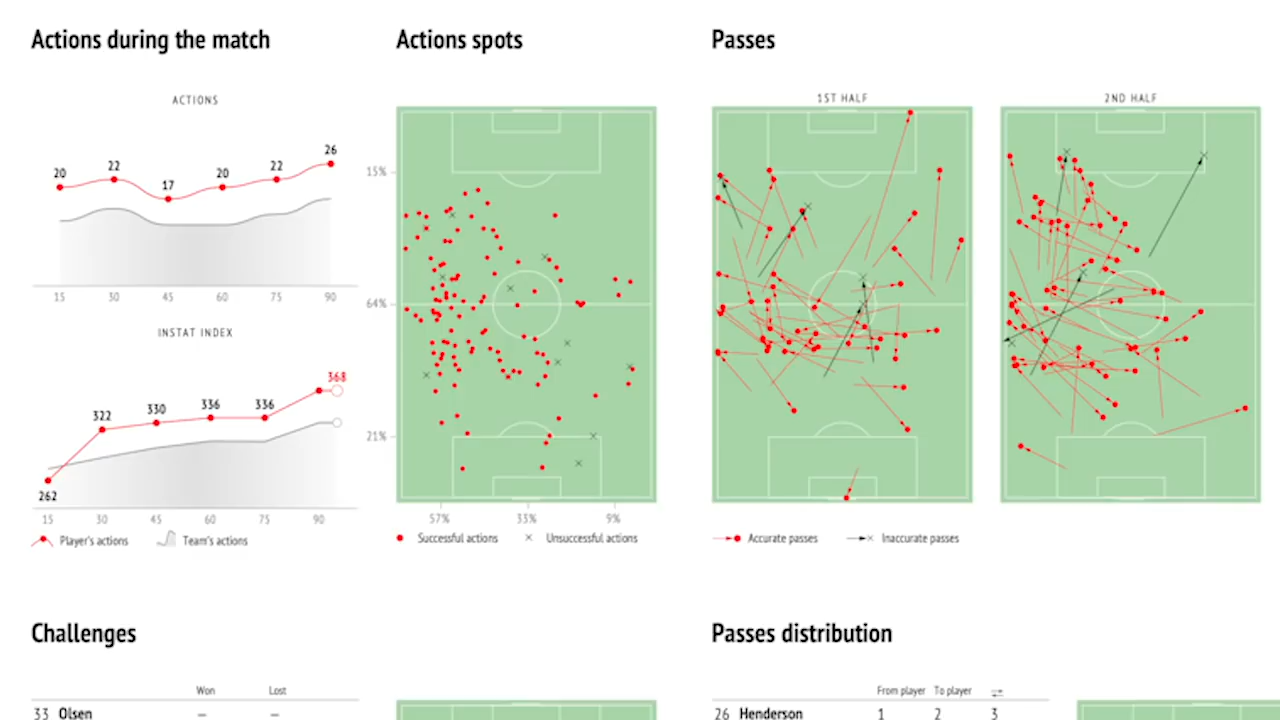 Actions during the match
Actions spots
Passes
ACTIONS
1ST HALF
2ND HALF
20
22
17
20
22
26
15%
64%
21%
15
30
45
60
75
90
INSTAT INDEX
262
322
330
336
336
368
15
30
45
60
75
90
57%
33%
9%
Player's actions
Team's actions
Successful actions
Unsuccessful actions
Accurate passes
Inaccurate passes
Challenges
Passes distribution
Won Lost
33 Olsen – –
From player To player
26 Henderson 1 2 3